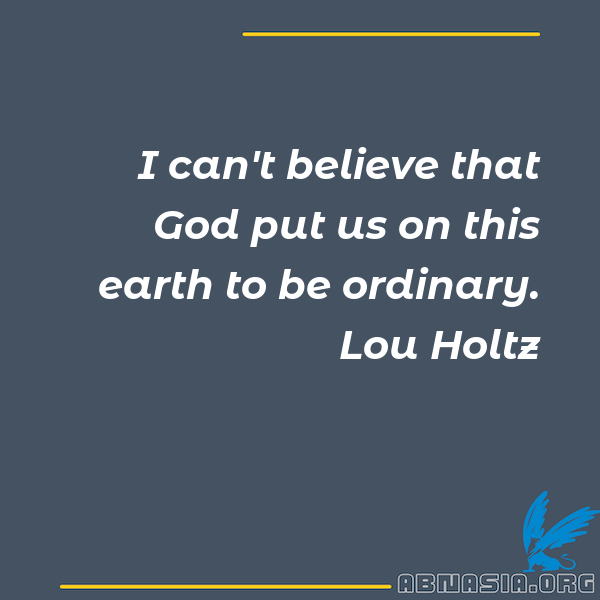 I can't believe that
God put us on this
earth to be ordinary.
Lou Holtz
ABNASIA.ORG